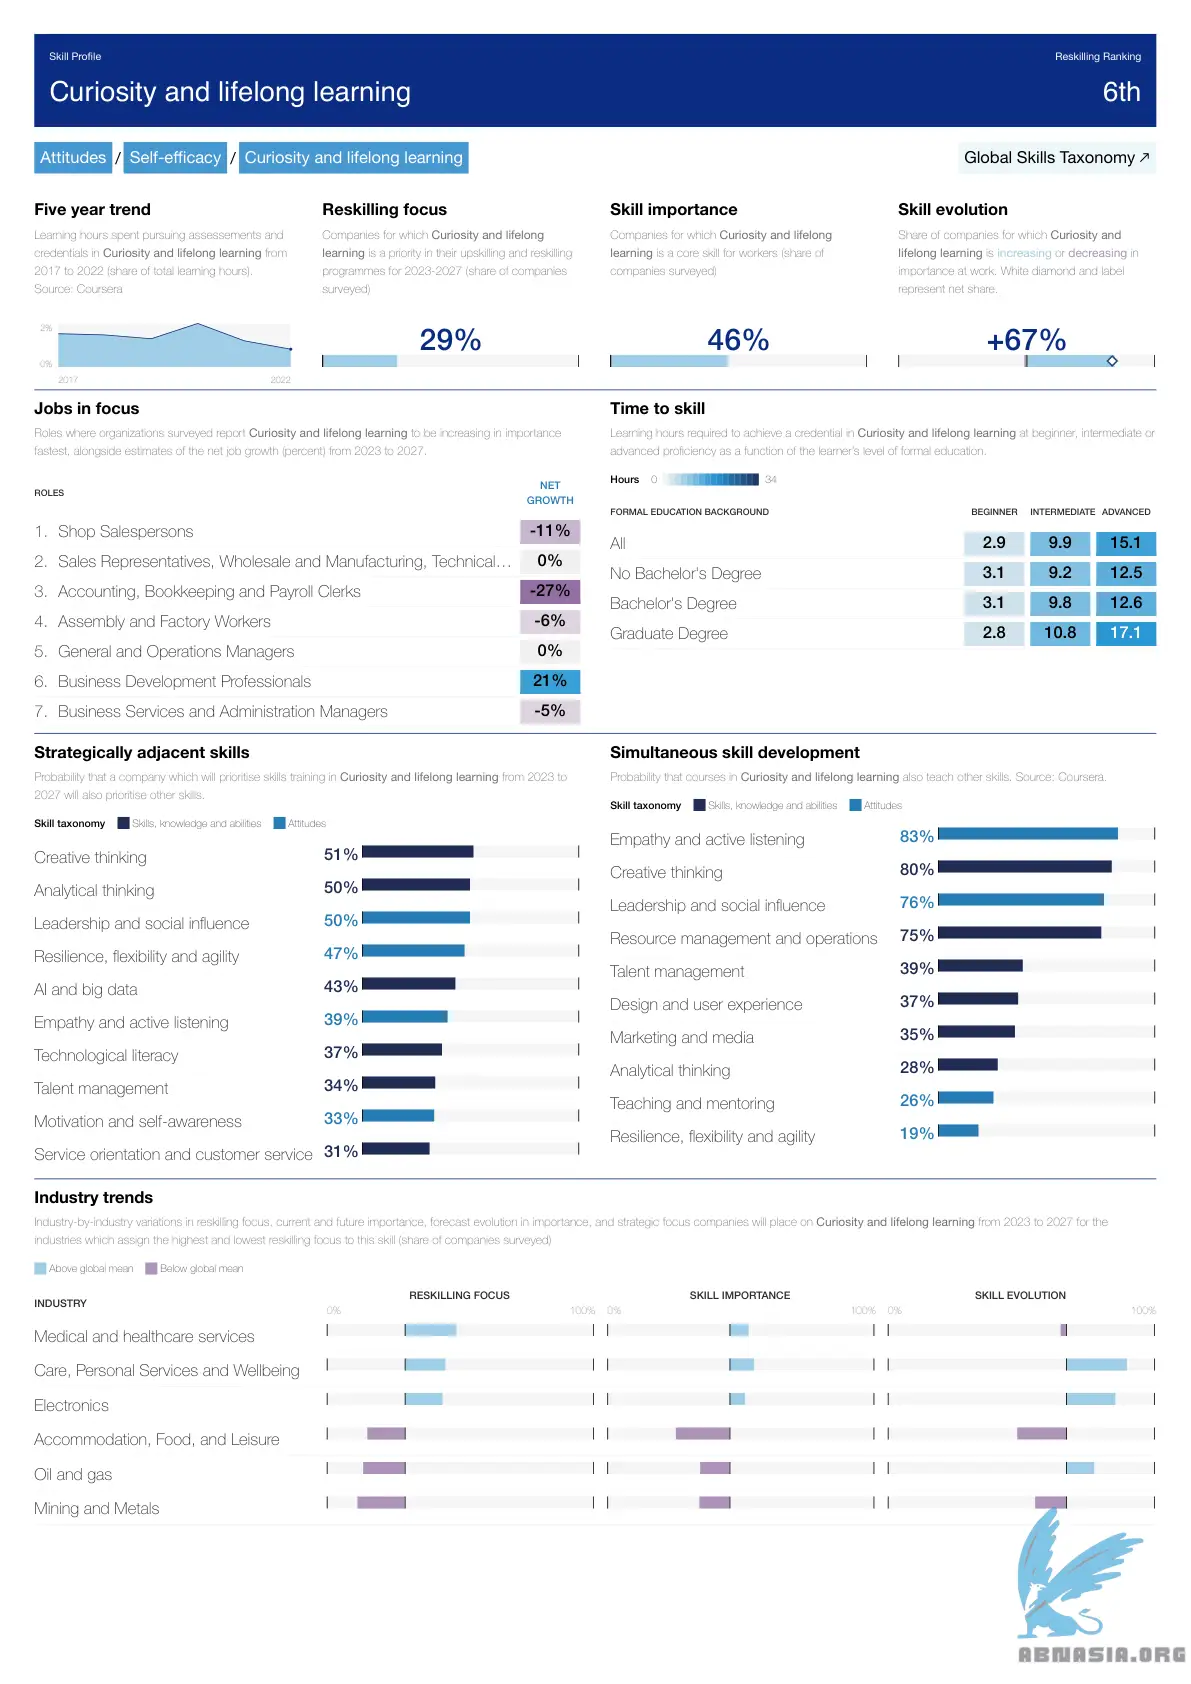 Skill Profile
Reskilling Ranking
Curiosity and lifelong learning
6th
Attitudes / Self-efficacy / Curiosity and lifelong learning
Global Skills Taxonomy ↗
Five year trend
Learning hours spent pursuing assessements and
credentials in Curiosity and lifelong learning from
2017 to 2022 (share of total learning hours).
Source: Coursera
2%
0%
2017
2022
Reskilling focus
Companies for which Curiosity and lifelong
learning is a priority in their upskilling and reskilling
programmes for 2023-2027 (share of companies
surveyed)
29%
Skill importance
Companies for which Curiosity and lifelong
learning is a core skill for workers (share of
companies surveyed)
46%
Skill evolution
Share of companies for which Curiosity and
lifelong learning is increasing or decreasing in
importance at work. White diamond and label
represent net share.
+67%
Jobs in focus
Roles where organizations surveyed report Curiosity and lifelong learning to be increasing in importance
fastest, alongside estimates of the net job growth (percent) from 2023 to 2027.
ROLES
NET
GROWTH
1. Shop Salespersons -11%
2. Sales Representatives, Wholesale and Manufacturing, Technical… 0%
3. Accounting, Bookkeeping and Payroll Clerks -27%
4. Assembly and Factory Workers -6%
5. General and Operations Managers 0%
6. Business Development Professionals 21%
7. Business Services and Administration Managers -5%
Time to skill
Learning hours required to achieve a credential in Curiosity and lifelong learning at beginner, intermediate or
advanced proficiency as a function of the learner's level of formal education.
Hours 0 34
FORMAL EDUCATION BACKGROUND BEGINNER INTERMEDIATE ADVANCED
All 2.9 9.9 15.1
No Bachelor's Degree 3.1 9.2 12.5
Bachelor's Degree 3.1 9.8 12.6
Graduate Degree 2.8 10.8 17.1
Strategically adjacent skills
Probability that a company which will prioritise skills training in Curiosity and lifelong learning from 2023 to
2027 will also prioritise other skills.
Skill taxonomy Skills, knowledge and abilities Attitudes
Creative thinking 51%
Analytical thinking 50%
Leadership and social influence 50%
Resilience, flexibility and agility 47%
AI and big data 43%
Empathy and active listening 39%
Technological literacy 37%
Talent management 34%
Motivation and self-awareness 33%
Service orientation and customer service 31%
Simultaneous skill development
Probability that courses in Curiosity and lifelong learning also teach other skills. Source: Coursera.
Skill taxonomy Skills, knowledge and abilities Attitudes
Empathy and active listening 83%
Creative thinking 80%
Leadership and social influence 76%
Resource management and operations 75%
Talent management 39%
Design and user experience 37%
Marketing and media 35%
Analytical thinking 28%
Teaching and mentoring 26%
Resilience, flexibility and agility 19%
Industry trends
Industry-by-industry variations in reskilling focus, current and future importance, forecast evolution in importance, and strategic focus companies will place on Curiosity and lifelong learning from 2023 to 2027 for the
industries which assign the highest and lowest reskilling focus to this skill (share of companies surveyed)
Above global mean Below global mean
INDUSTRY
RESKILLING FOCUS
SKILL IMPORTANCE
SKILL EVOLUTION
0% 100% 0% 100% 0% 100%
Medical and healthcare services
Care, Personal Services and Wellbeing
Electronics
Accommodation, Food, and Leisure
Oil and gas
Mining and Metals
ABNASIA.ORG